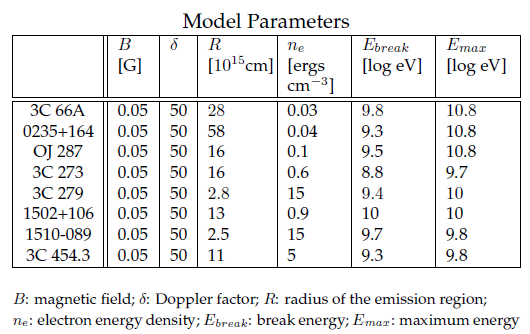 Model Parameters
B δ R nₑ E_break E_max
[G] [10¹⁵cm] [ergs cm⁻³] [log eV] [log eV]
3C 66A 0.05 50 28 0.03 9.8 10.8
0235+164 0.05 50 58 0.04 9.3 10.8
OJ 287 0.05 50 16 0.1 9.5 10.8
3C 273 0.05 50 16 0.6 8.8 9.7
3C 279 0.05 50 2.8 15 9.4 10
1502+106 0.05 50 13 0.9 10 10
1510-089 0.05 50 2.5 15 9.7 9.8
3C 454.3 0.05 50 11 5 9.3 9.8
B: magnetic field; δ: Doppler factor; R: radius of the emission region;
nₑ: electron energy density; E_break: break energy; E_max: maximum energy